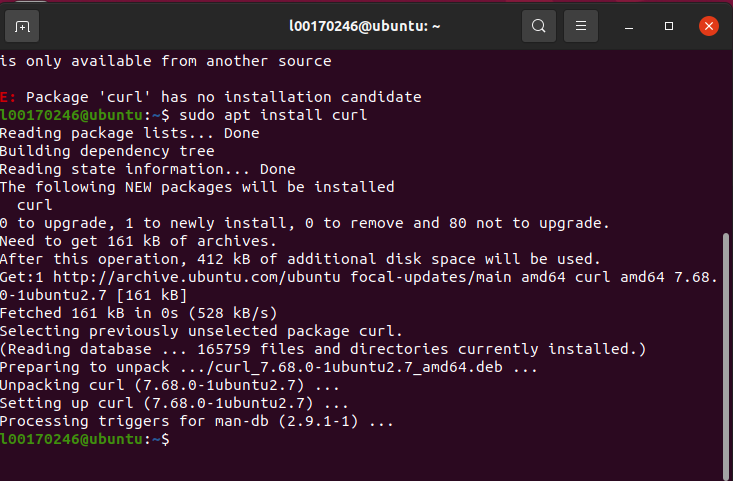 l00170246@ubuntu: ~
is only available from another source
E: Package 'curl' has no installation candidate
l00170246@ubuntu:~$ sudo apt install curl
Reading package lists... Done
Building dependency tree
Reading state information... Done
The following NEW packages will be installed
  curl
0 to upgrade, 1 to newly install, 0 to remove and 80 not to upgrade.
Need to get 161 kB of archives.
After this operation, 412 kB of additional disk space will be used.
Get:1 http://archive.ubuntu.com/ubuntu focal-updates/main amd64 curl amd64 7.68.
0-1ubuntu2.7 [161 kB]
Fetched 161 kB in 0s (528 kB/s)
Selecting previously unselected package curl.
(Reading database ... 165759 files and directories currently installed.)
Preparing to unpack .../curl_7.68.0-1ubuntu2.7_amd64.deb ...
Unpacking curl (7.68.0-1ubuntu2.7) ...
Setting up curl (7.68.0-1ubuntu2.7) ...
Processing triggers for man-db (2.9.1-1) ...
l00170246@ubuntu:~$